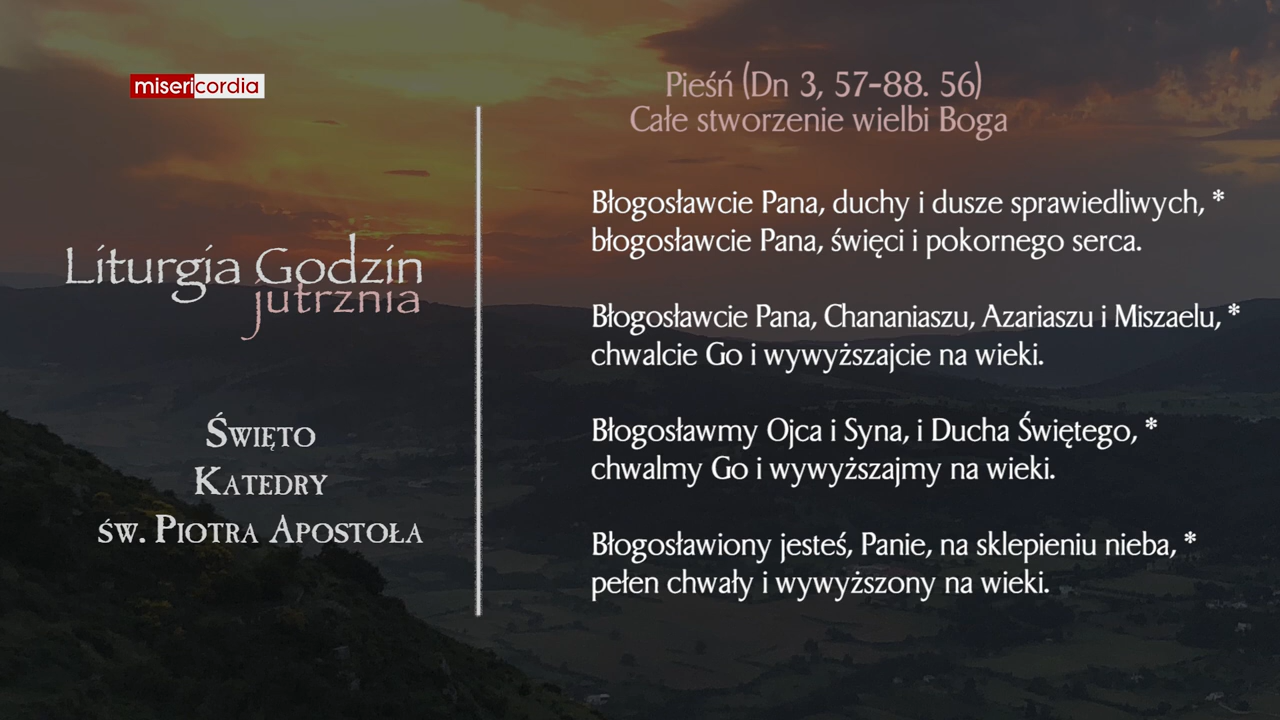 misericordia
Liturgia Godzin
jutrznia
Święto
Katedry
św. Piotra Apostoła
Pieśń (Dn 3, 57-88. 56)
Całe stworzenie wielbi Boga
Błogosławcie Pana, duchy i dusze sprawiedliwych, *
błogosławcie Pana, święci i pokornego serca.
Błogosławcie Pana, Chananiaszu, Azariaszu i Miszaelu, *
chwalcie Go i wywyższajcie na wieki.
Błogosławmy Ojca i Syna, i Ducha Świętego, *
chwalmy Go i wywyższajmy na wieki.
Błogosławiony jesteś, Panie, na sklepieniu nieba, *
pełen chwały i wywyższony na wieki.